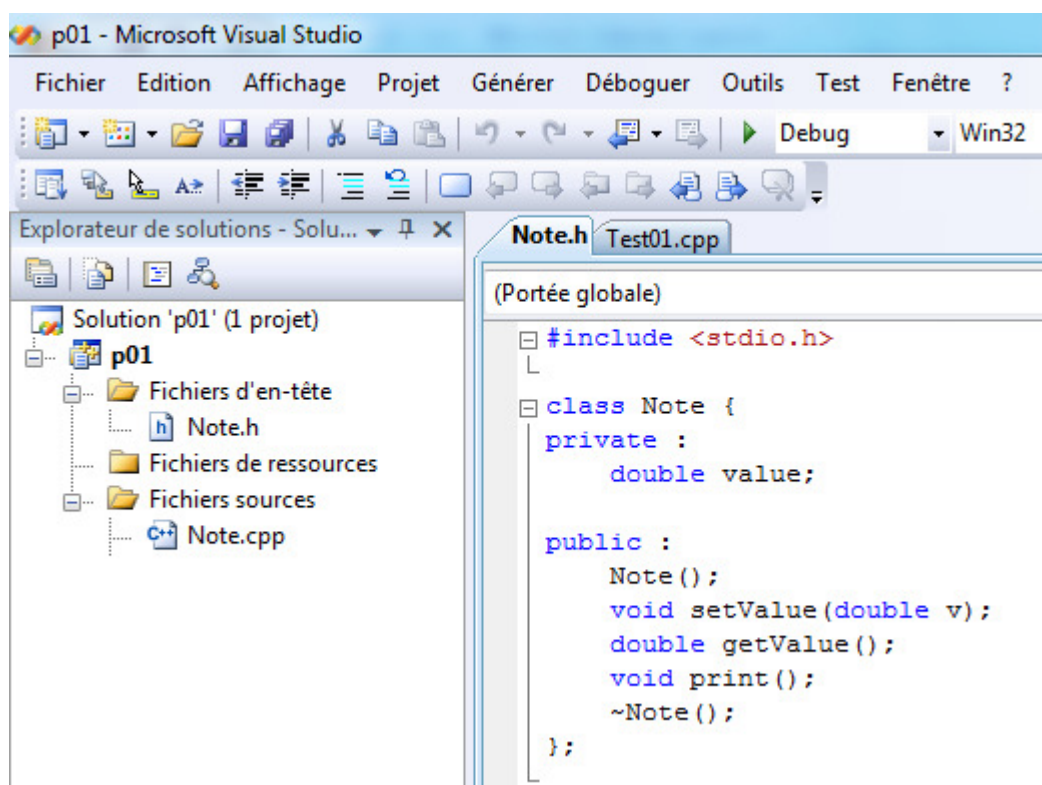 p01 - Microsoft Visual Studio
Fichier Edition Affichage Projet Générer Déboguer Outils Test Fenêtre ?
Debug Win32
Explorateur de solutions - Solu...
Note.h Test01.cpp
(Portée globale)
Solution 'p01' (1 projet)
p01
Fichiers d'en-tête
Note.h
Fichiers de ressources
Fichiers sources
Note.cpp
#include <stdio.h>
class Note {
private :
double value;
public :
Note();
void setValue(double v);
double getValue();
void print();
~Note();
};